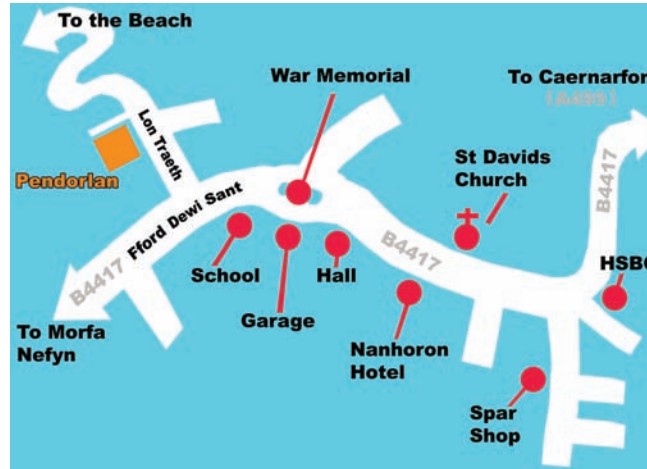 To the Beach
War Memorial
To Caernarfon
(A499)
St Davids
Church
Lon Traeth
Pendorlan
B4417
Fford Dewi Sant
B4417
B4417
School
Garage
Hall
HSBC
To Morfa
Nefyn
Nanhoron
Hotel
Spar
Shop